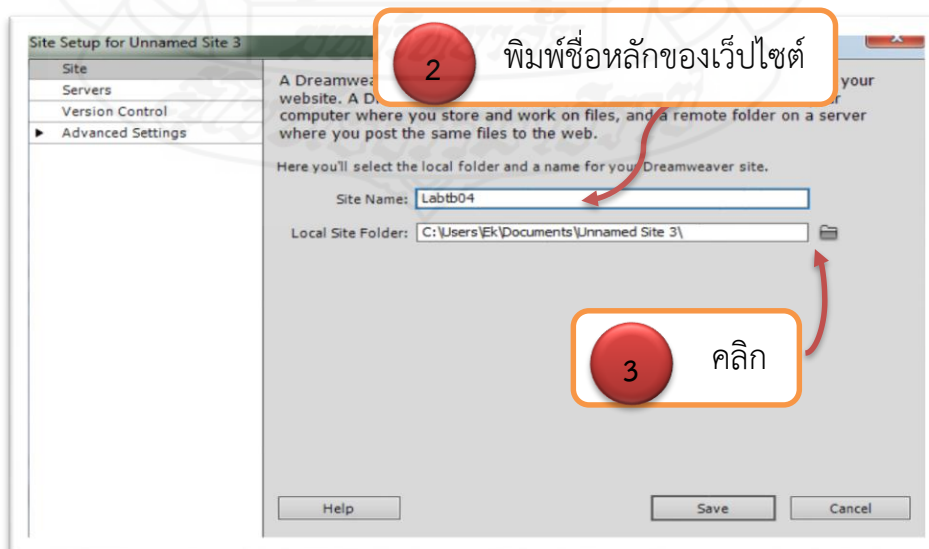 Site Setup for Unnamed Site 3
2
พิมพ์ชื่อหลักของเว็ปไซต์
Site
Servers
Version Control
Advanced Settings
A Dreamwea your
website. A D
computer where you store and work on files, and a remote folder on a server
where you post the same files to the web.
Here you'll select the local folder and a name for your Dreamweaver site.
Site Name: Labtb04
Local Site Folder: C:\Users\Ek\Documents\Unnamed Site 3\
3
คลิก
Help
Save
Cancel